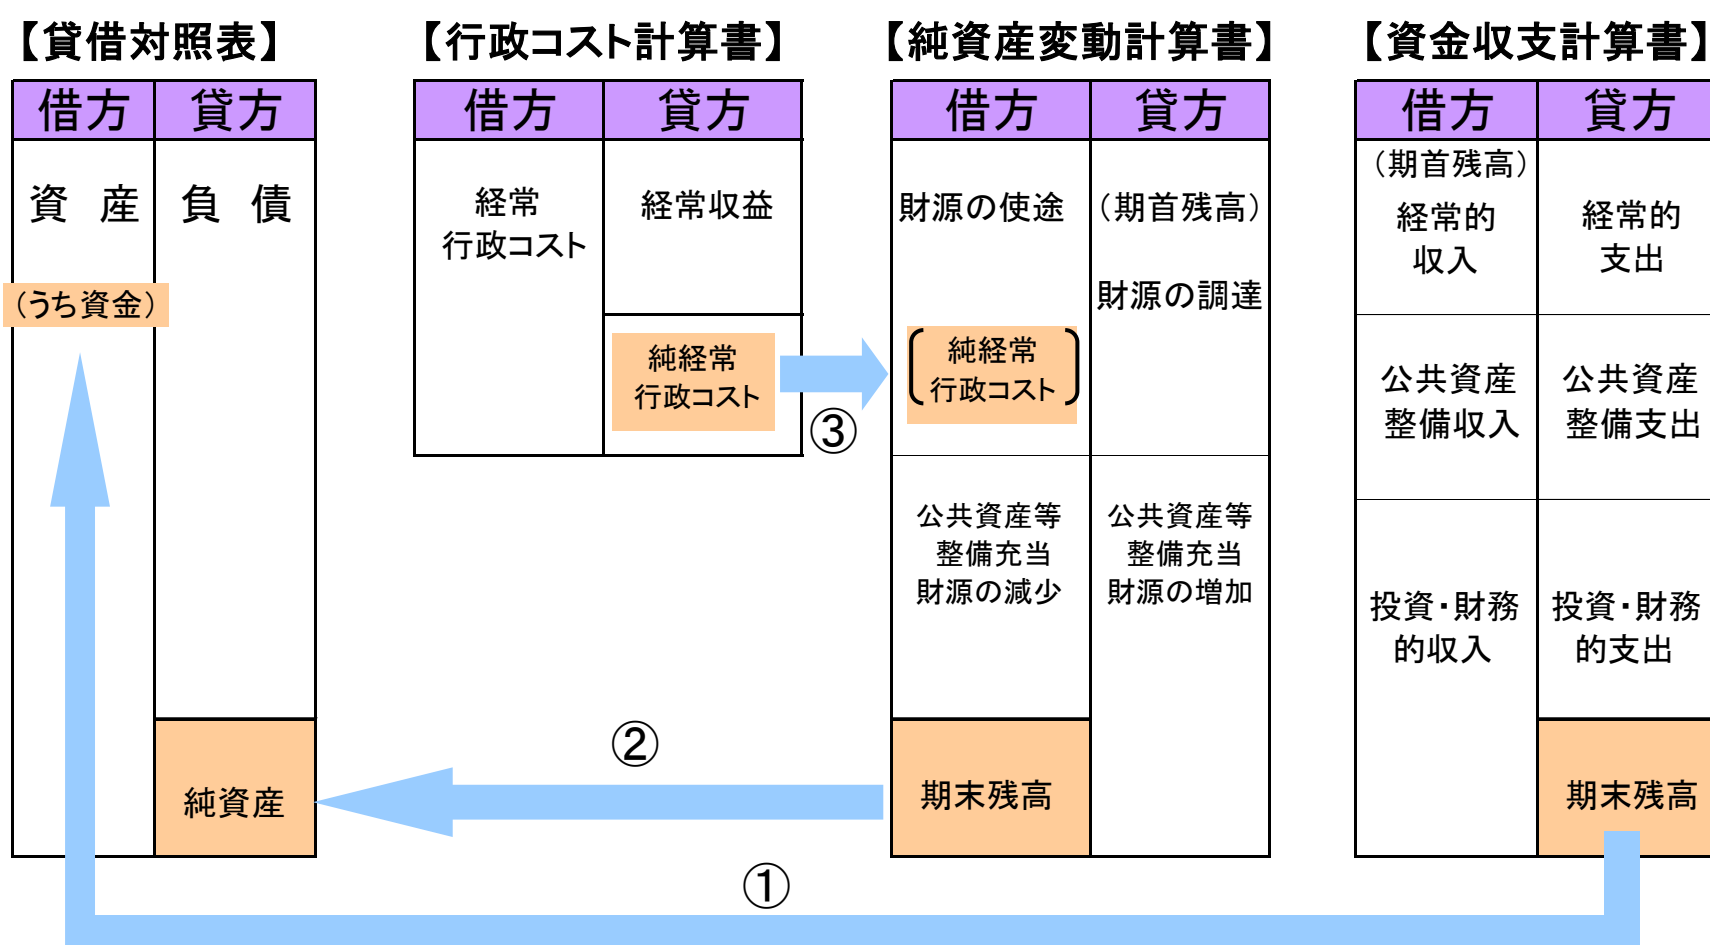 【貸借対照表】
借方 貸方
資 産 負 債
（うち資金）
純資産
【行政コスト計算書】
借方 貸方
経常
行政コスト
経常収益
純経常
行政コスト
③
【純資産変動計算書】
借方 貸方
財源の使途
純経常
行政コスト
（期首残高）
財源の調達
公共資産等
整備充当
財源の減少
公共資産等
整備充当
財源の増加
期末残高
②
【資金収支計算書】
借方 貸方
（期首残高）
経常的
収入
経常的
支出
公共資産
整備収入
公共資産
整備支出
投資・財務
的収入
投資・財務
的支出
期末残高
①